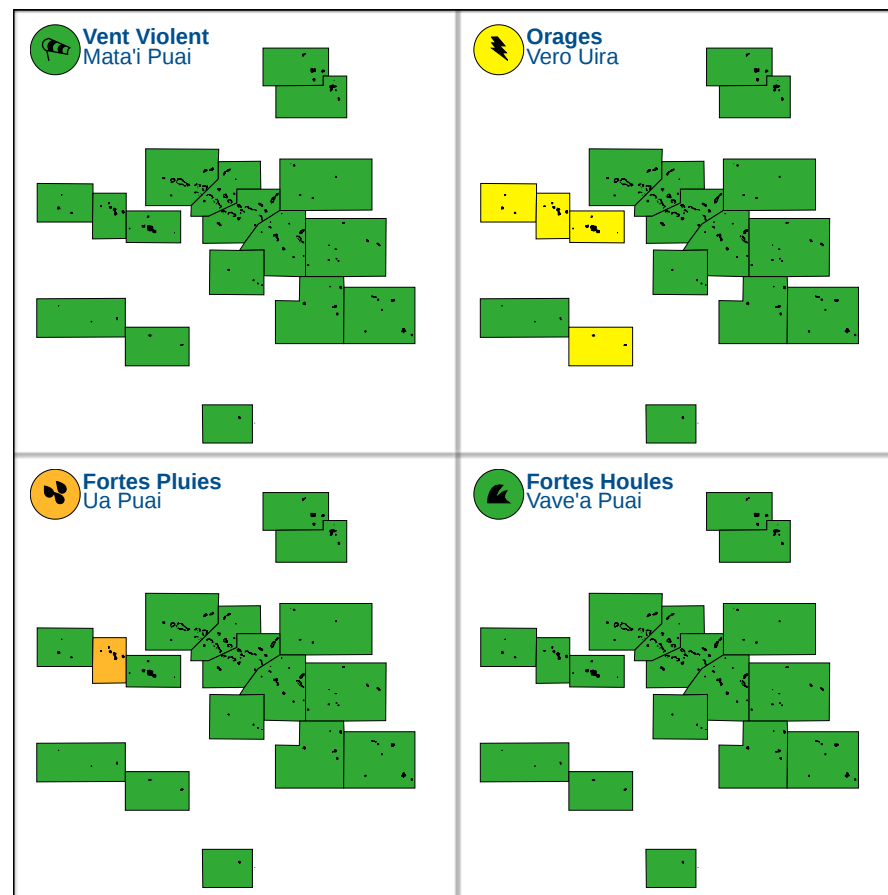 Vent Violent
Mata'i Puai
Orages
Vero Uira
Fortes Pluies
Ua Puai
Fortes Houles
Vave'a Puai